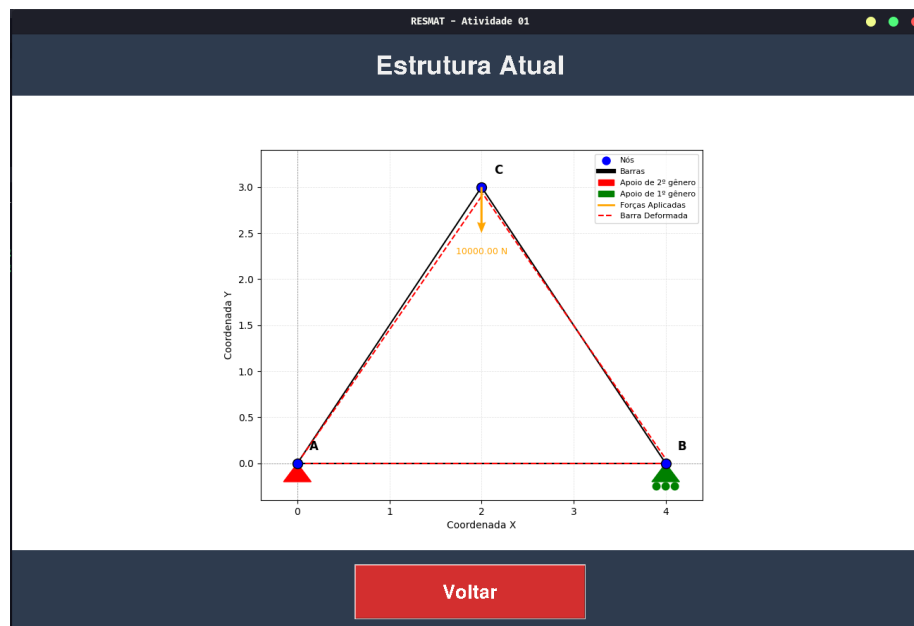 RESMAT - Atividade 01
Estrutura Atual
C
Nós
Barras
Apoio de 2º gênero
Apoio de 1º gênero
Forças Aplicadas
Barra Deformada
3.0
2.5
10000.00 N
2.0
Coordenada Y
1.5
1.0
0.5
A
B
0.0
0
1
2
3
4
Coordenada X
Voltar